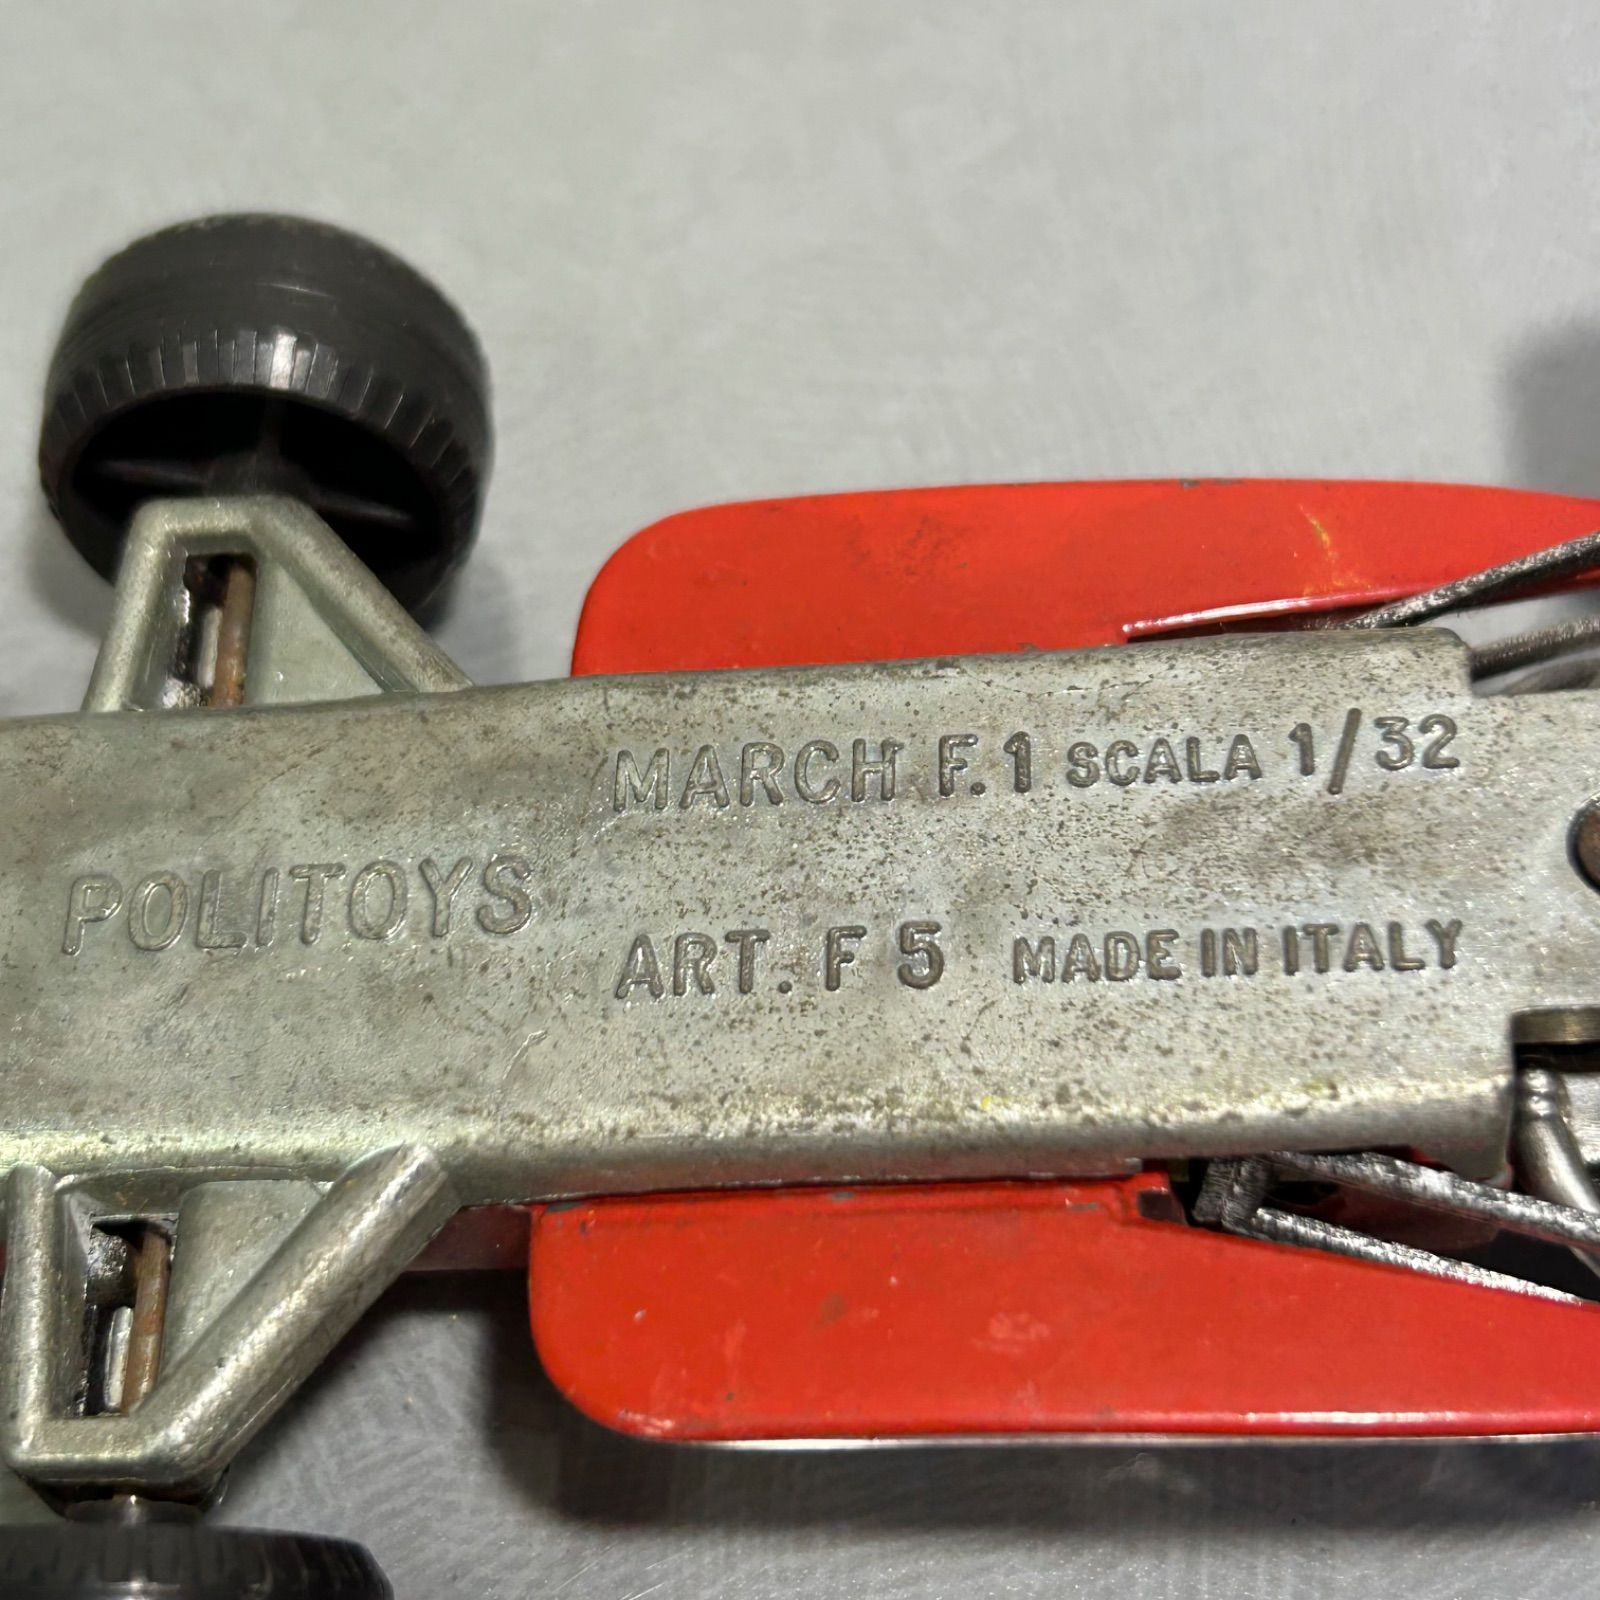 MARCH F.1 SCALA 1/32
POLITOYS
ART. F 5 MADE IN ITALY